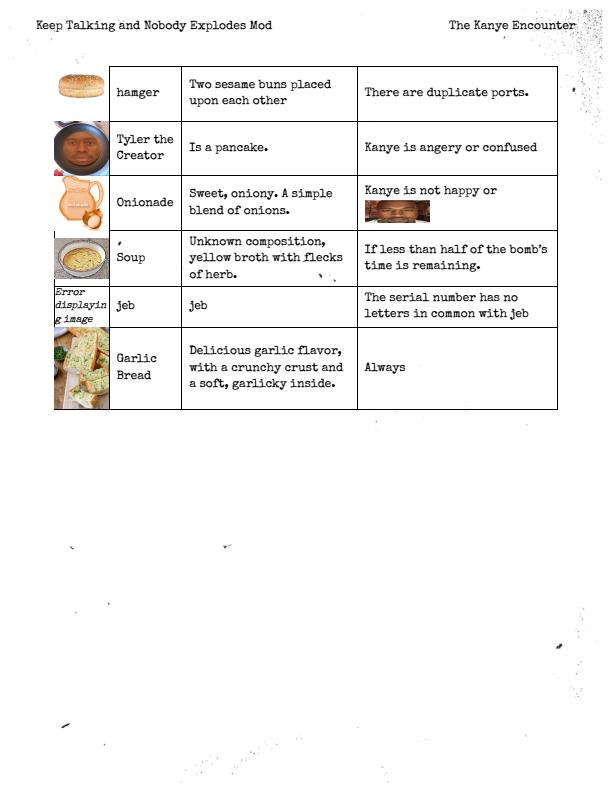 Keep Talking and Nobody Explodes Mod
The Kanye Encounter
hamger
Two sesame buns placed
upon each other
There are duplicate ports.
Tyler the
Creator
Is a pancake.
Kanye is angery or confused
Onionade
Sweet, oniony. A simple
blend of onions.
Kanye is not happy or
Soup
Unknown composition,
yellow broth with flecks
of herb.
If less than half of the bomb's
time is remaining.
Error
displayin
g image
jeb
jeb
The serial number has no
letters in common with jeb
Garlic
Bread
Delicious garlic flavor,
with a crunchy crust and
a soft, garlicky inside.
Always